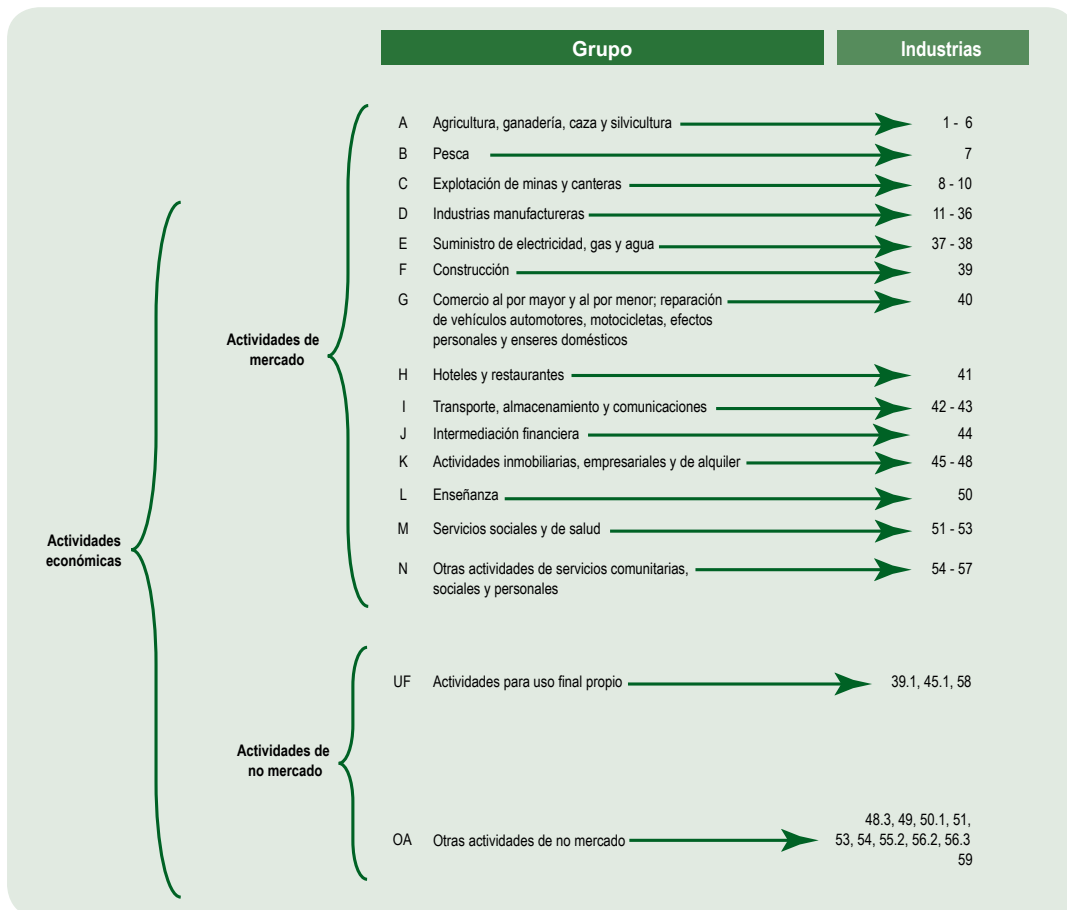 Grupo Industrias
A Agricultura, ganadería, caza y silvicultura 1 - 6
B Pesca 7
C Explotación de minas y canteras 8 - 10
D Industrias manufactureras 11 - 36
E Suministro de electricidad, gas y agua 37 - 38
F Construcción 39
G Comercio al por mayor y al por menor; reparación 40
de vehículos automotores, motocicletas, efectos
personales y enseres domésticos
Actividades de
mercado
H Hoteles y restaurantes 41
I Transporte, almacenamiento y comunicaciones 42 - 43
J Intermediación financiera 44
K Actividades inmobiliarias, empresariales y de alquiler 45 - 48
L Enseñanza 50
M Servicios sociales y de salud 51 - 53
Actividades
económicas
N Otras actividades de servicios comunitarias, 54 - 57
sociales y personales
UF Actividades para uso final propio 39.1, 45.1, 58
Actividades de
no mercado
OA Otras actividades de no mercado 48.3, 49, 50.1, 51,
53, 54, 55.2, 56.2, 56.3
59